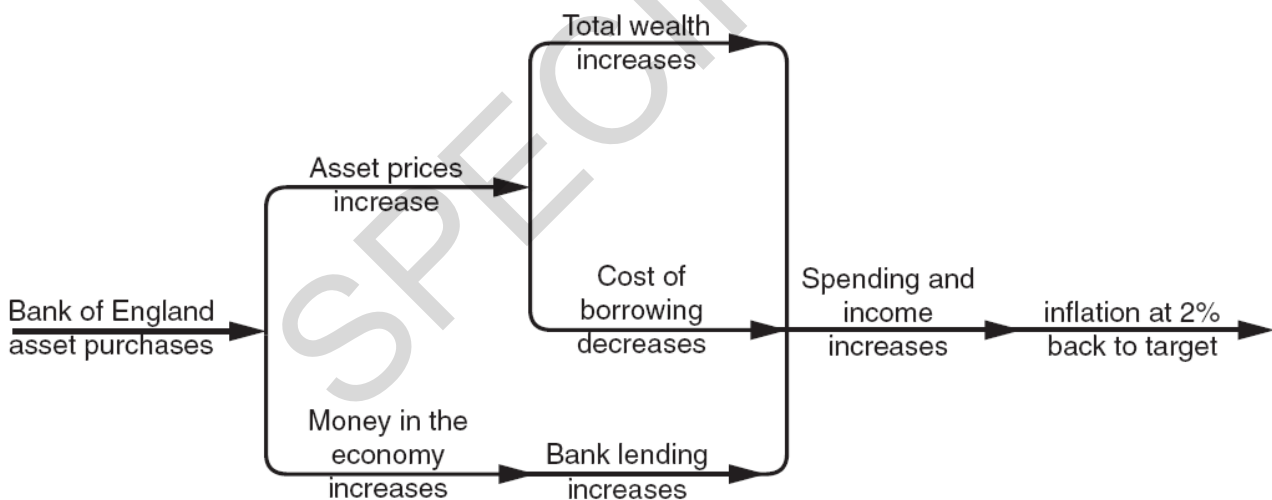 Total wealth
increases
Asset prices
increase
Cost of
borrowing
decreases
Spending and
income
increases
Bank of England
asset purchases
inflation at 2%
back to target
Money in the
economy
increases
Bank lending
increases
SPECI